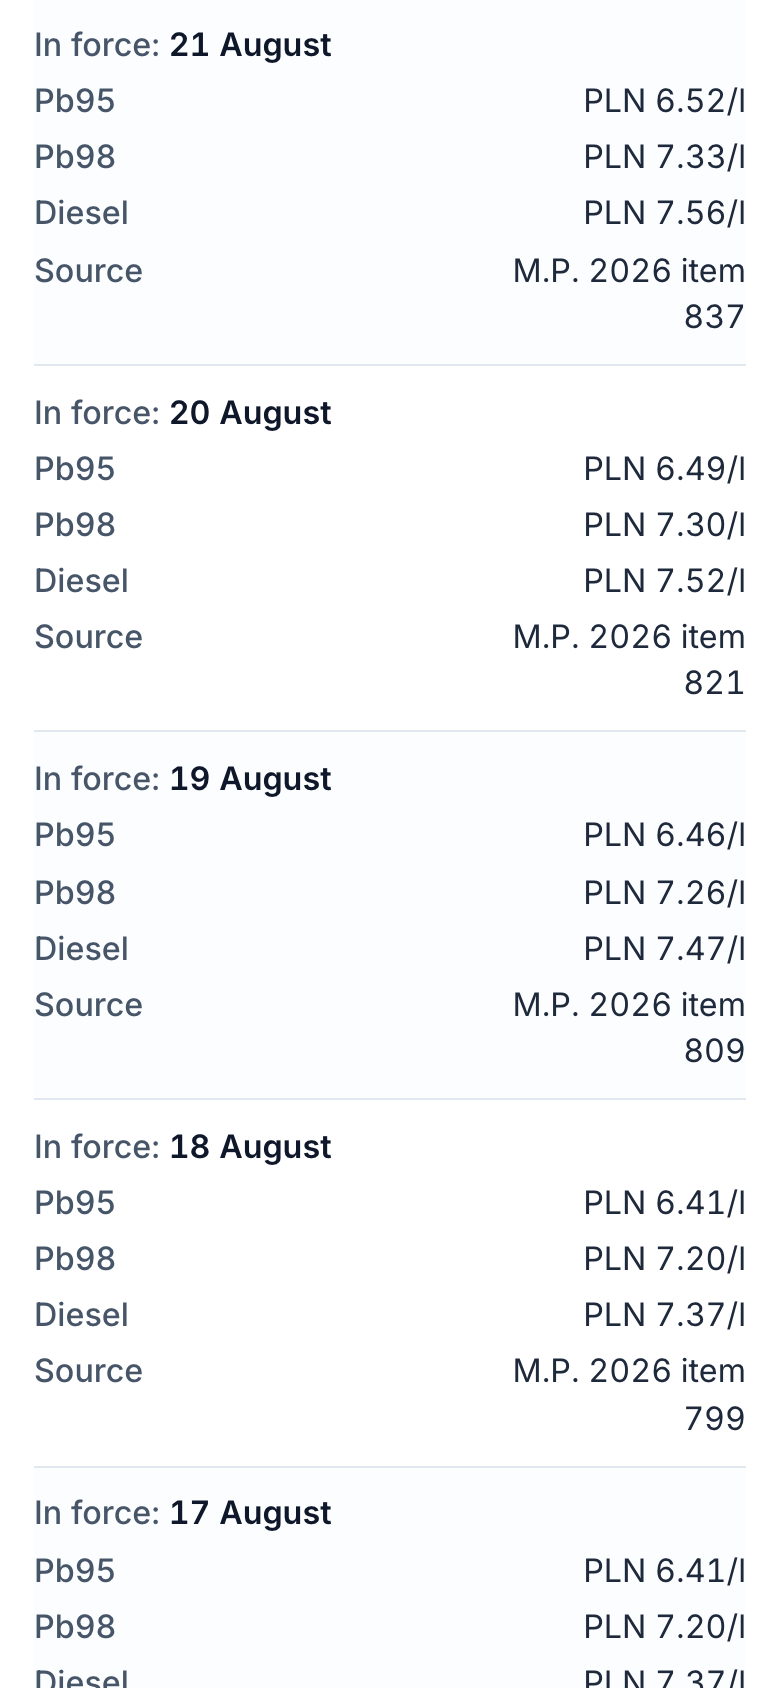 In force: 21 August
Pb95 PLN 6.52/l
Pb98 PLN 7.33/l
Diesel PLN 7.56/l
Source M.P. 2026 item
837
In force: 20 August
Pb95 PLN 6.49/l
Pb98 PLN 7.30/l
Diesel PLN 7.52/l
Source M.P. 2026 item
821
In force: 19 August
Pb95 PLN 6.46/l
Pb98 PLN 7.26/l
Diesel PLN 7.47/l
Source M.P. 2026 item
809
In force: 18 August
Pb95 PLN 6.41/l
Pb98 PLN 7.20/l
Diesel PLN 7.37/l
Source M.P. 2026 item
799
In force: 17 August
Pb95 PLN 6.41/l
Pb98 PLN 7.20/l
Diesel PLN 7.37/l